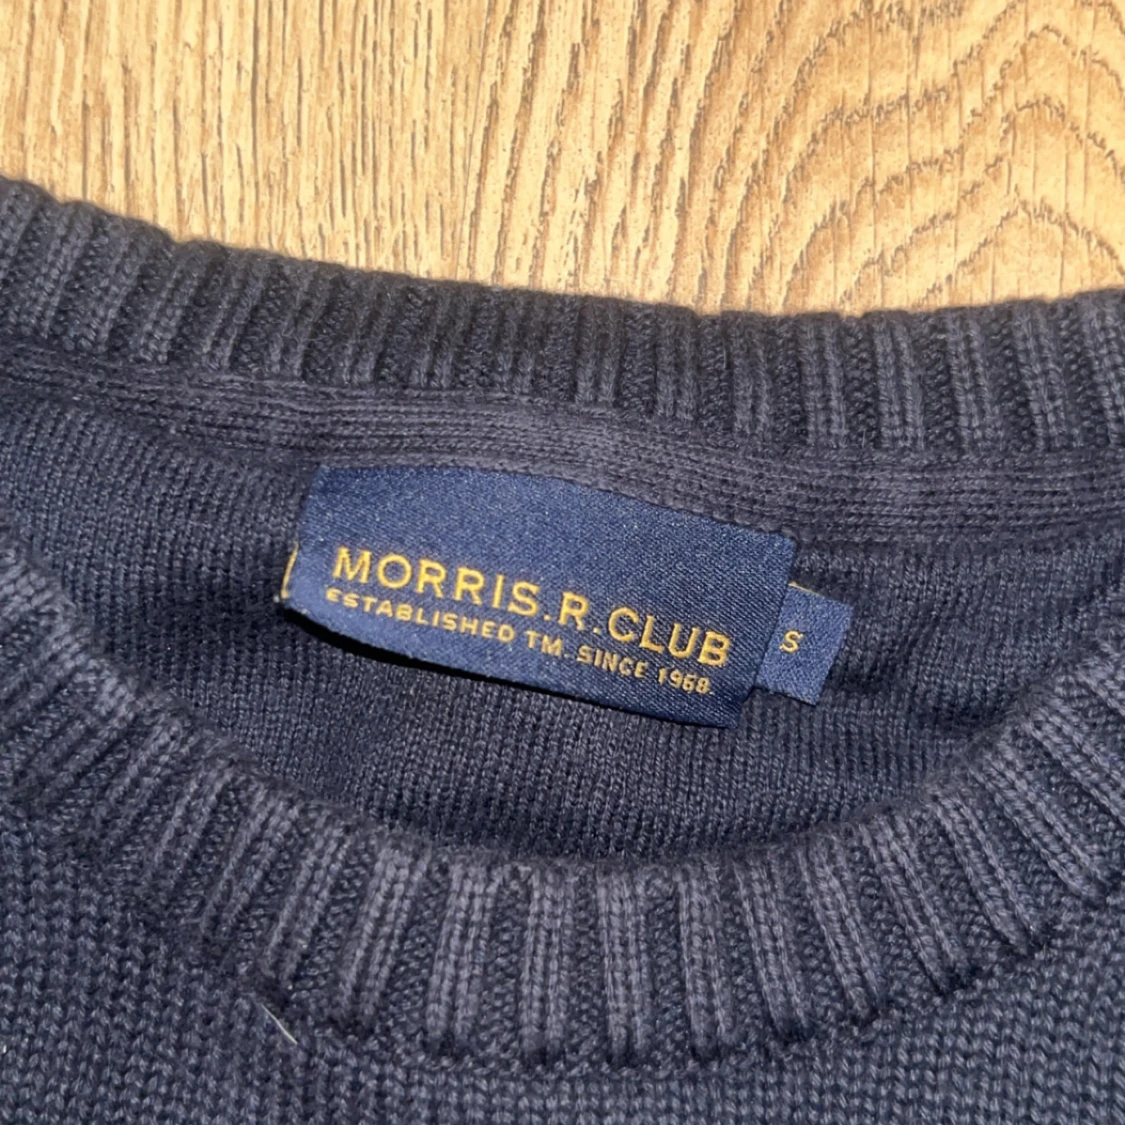 MORRIS.R.CLUB
ESTABLISHED TM. SINCE 1968
S